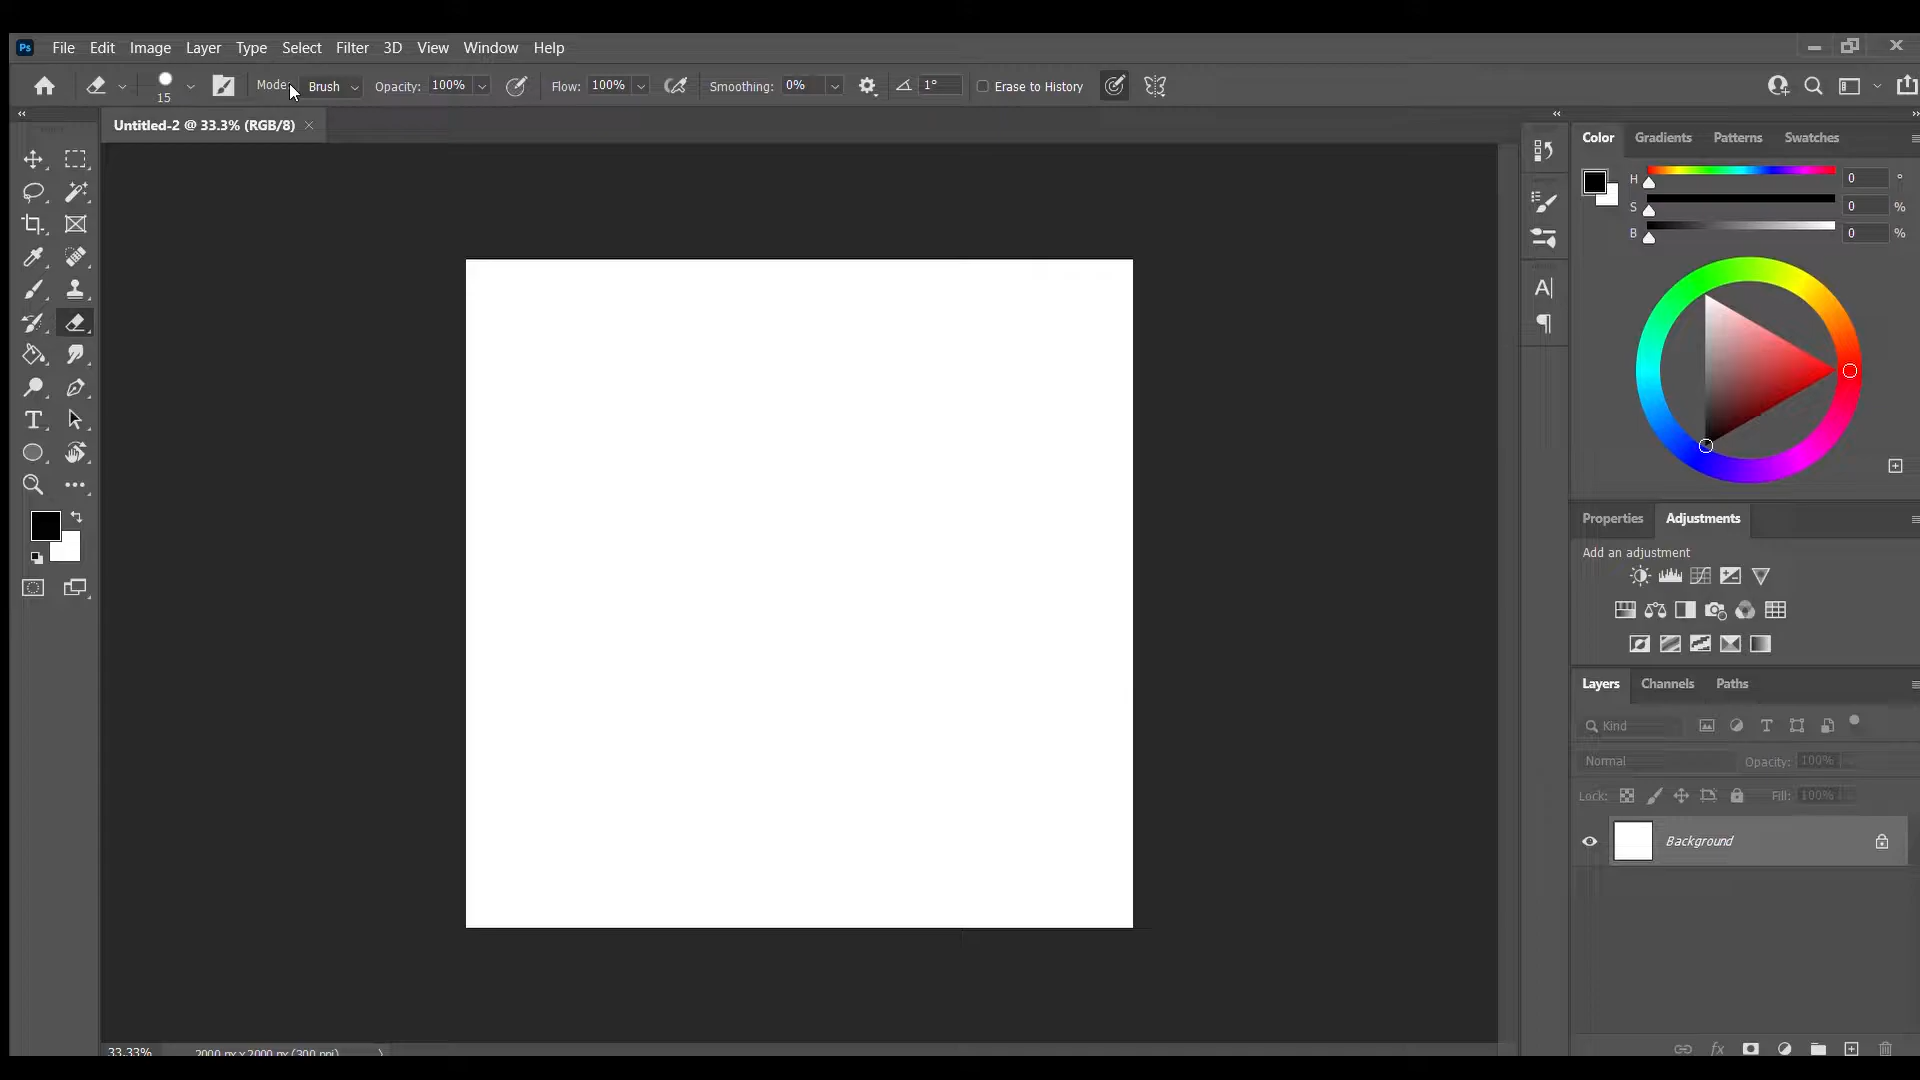 Ps File Edit Image Layer Type Select Filter 3D View Window Help
15 Mode: Brush Opacity: 100% Flow: 100% Smoothing: 0% 1° Erase to History
Untitled-2 @ 33.3% (RGB/8)
Color Gradients Patterns Swatches
H 0 °
S 0 %
B 0 %
Properties Adjustments
Add an adjustment
Layers Channels Paths
Kind
Normal Opacity: 100%
Lock: Fill: 100%
Background
33.33% 2000 px x 2000 px (300 ppi)